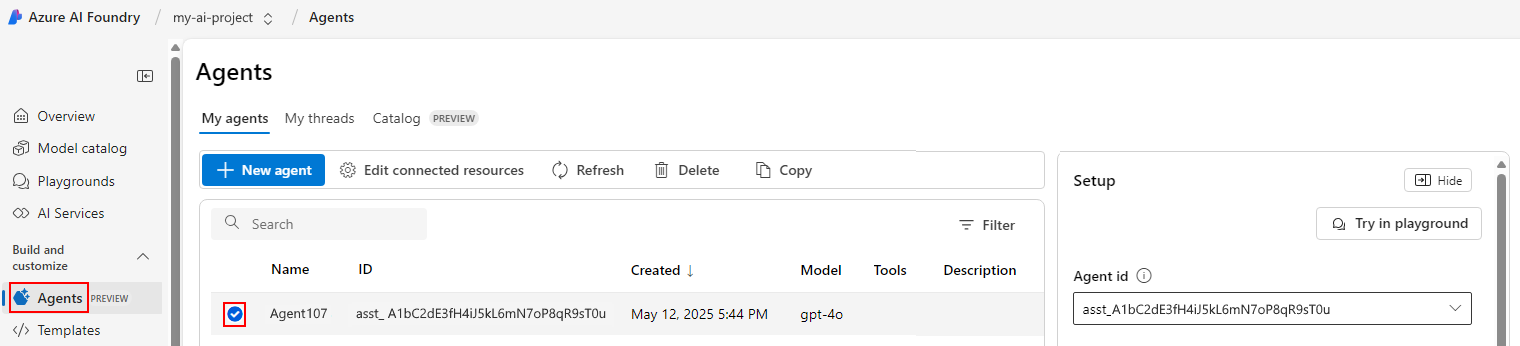 Azure AI Foundry / my-ai-project / Agents
Overview
Model catalog
Playgrounds
AI Services
Build and
customize
Agents PREVIEW
Templates
Agents
My agents My threads Catalog PREVIEW
New agent Edit connected resources Refresh Delete Copy
Search Filter
Name ID Created ↓ Model Tools Description
Agent107 asst_ A1bC2dE3fH4iJ5kL6mN7oP8qR9sT0u May 12, 2025 5:44 PM gpt-4o
Setup Hide
Try in playground
Agent id
asst_A1bC2dE3fH4iJ5kL6mN7oP8qR9sT0u